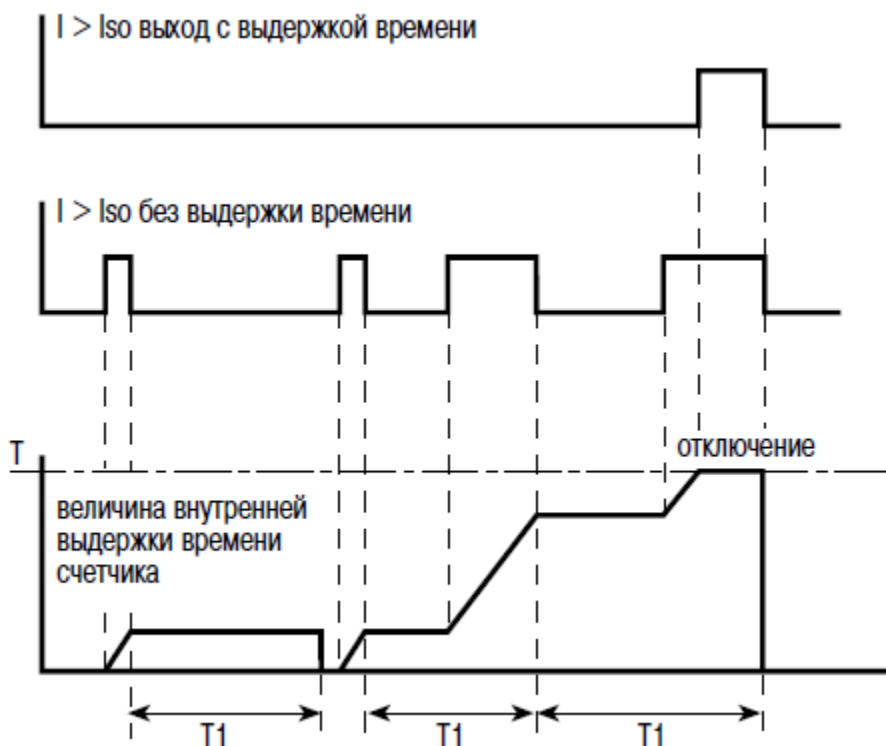 I > Iso выход с выдержкой времени
I > Iso без выдержки времени
T
отключение
величина внутренней
выдержки времени
счетчика
T1
T1
T1